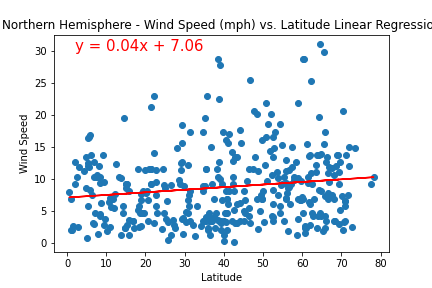 Northern Hemisphere - Wind Speed (mph) vs. Latitude Linear Regressio
y = 0.04x + 7.06
30
25
20
15
10
5
0
Wind Speed
0 10 20 30 40 50 60 70 80
Latitude